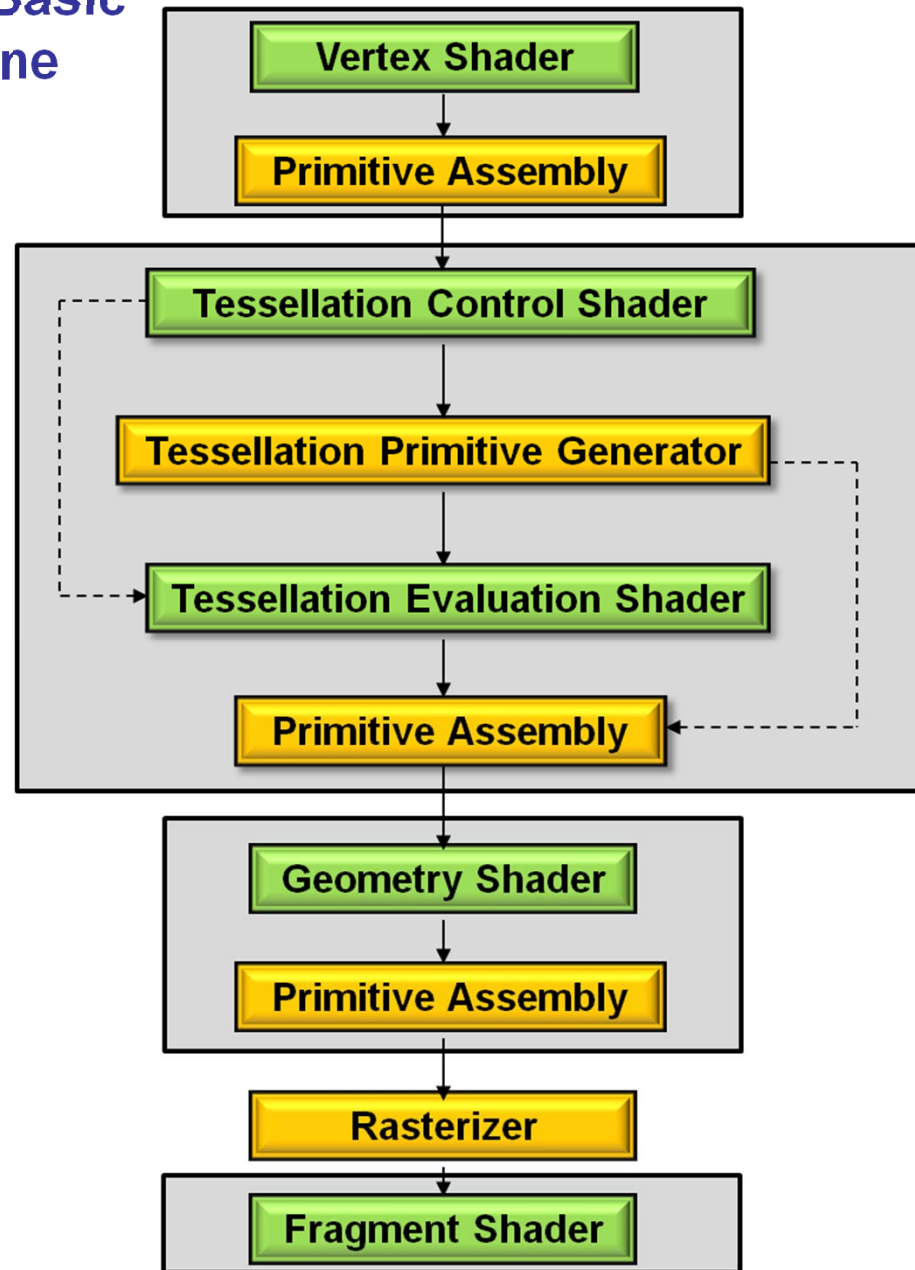 Basic
ne
Vertex Shader
Primitive Assembly
Tessellation Control Shader
Tessellation Primitive Generator
Tessellation Evaluation Shader
Primitive Assembly
Geometry Shader
Primitive Assembly
Rasterizer
Fragment Shader